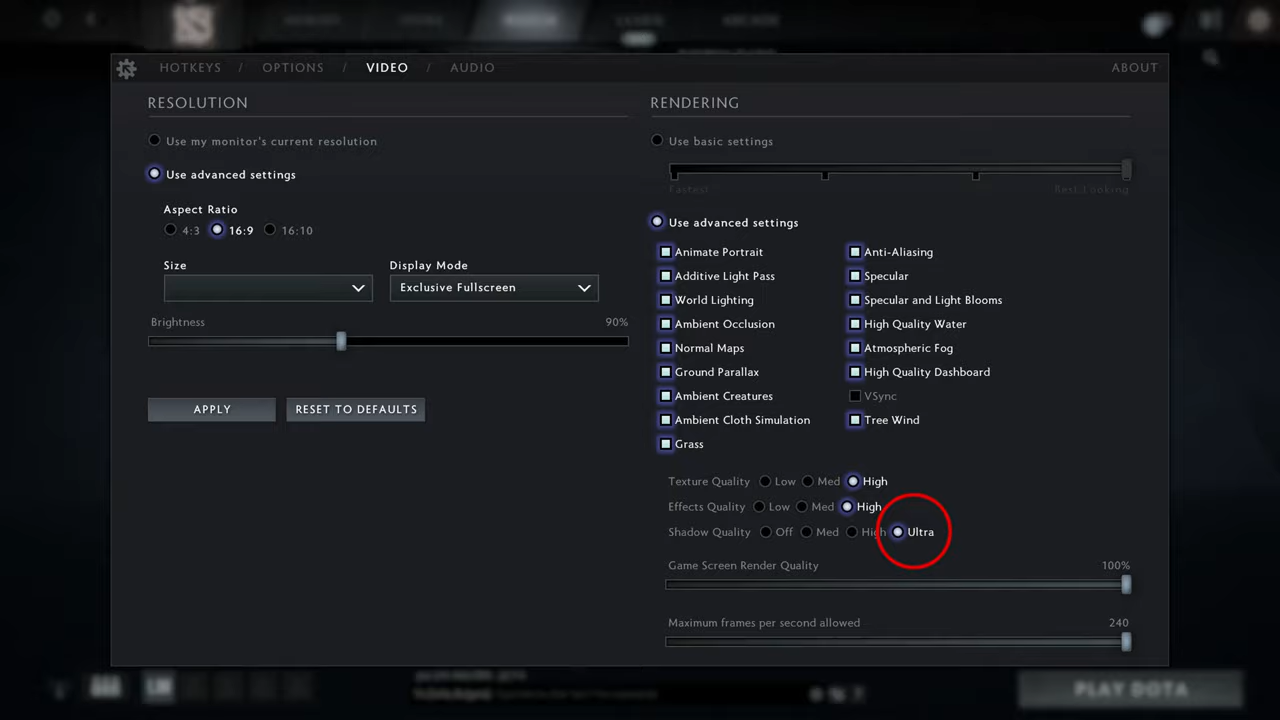 HOTKEYS / OPTIONS / VIDEO / AUDIO
ABOUT
RESOLUTION
Use my monitor's current resolution
Use advanced settings
Aspect Ratio
4:3 16:9 16:10
Size
Display Mode
Exclusive Fullscreen
Brightness
90%
APPLY
RESET TO DEFAULTS
RENDERING
Use basic settings
Fastest
Best Looking
Use advanced settings
Animate Portrait
Additive Light Pass
World Lighting
Ambient Occlusion
Normal Maps
Ground Parallax
Ambient Creatures
Ambient Cloth Simulation
Grass
Anti-Aliasing
Specular
Specular and Light Blooms
High Quality Water
Atmospheric Fog
High Quality Dashboard
VSync
Tree Wind
Texture Quality Low Med High
Effects Quality Low Med High
Shadow Quality Off Med High Ultra
Game Screen Render Quality 100%
Maximum frames per second allowed 240
PLAY DOTA